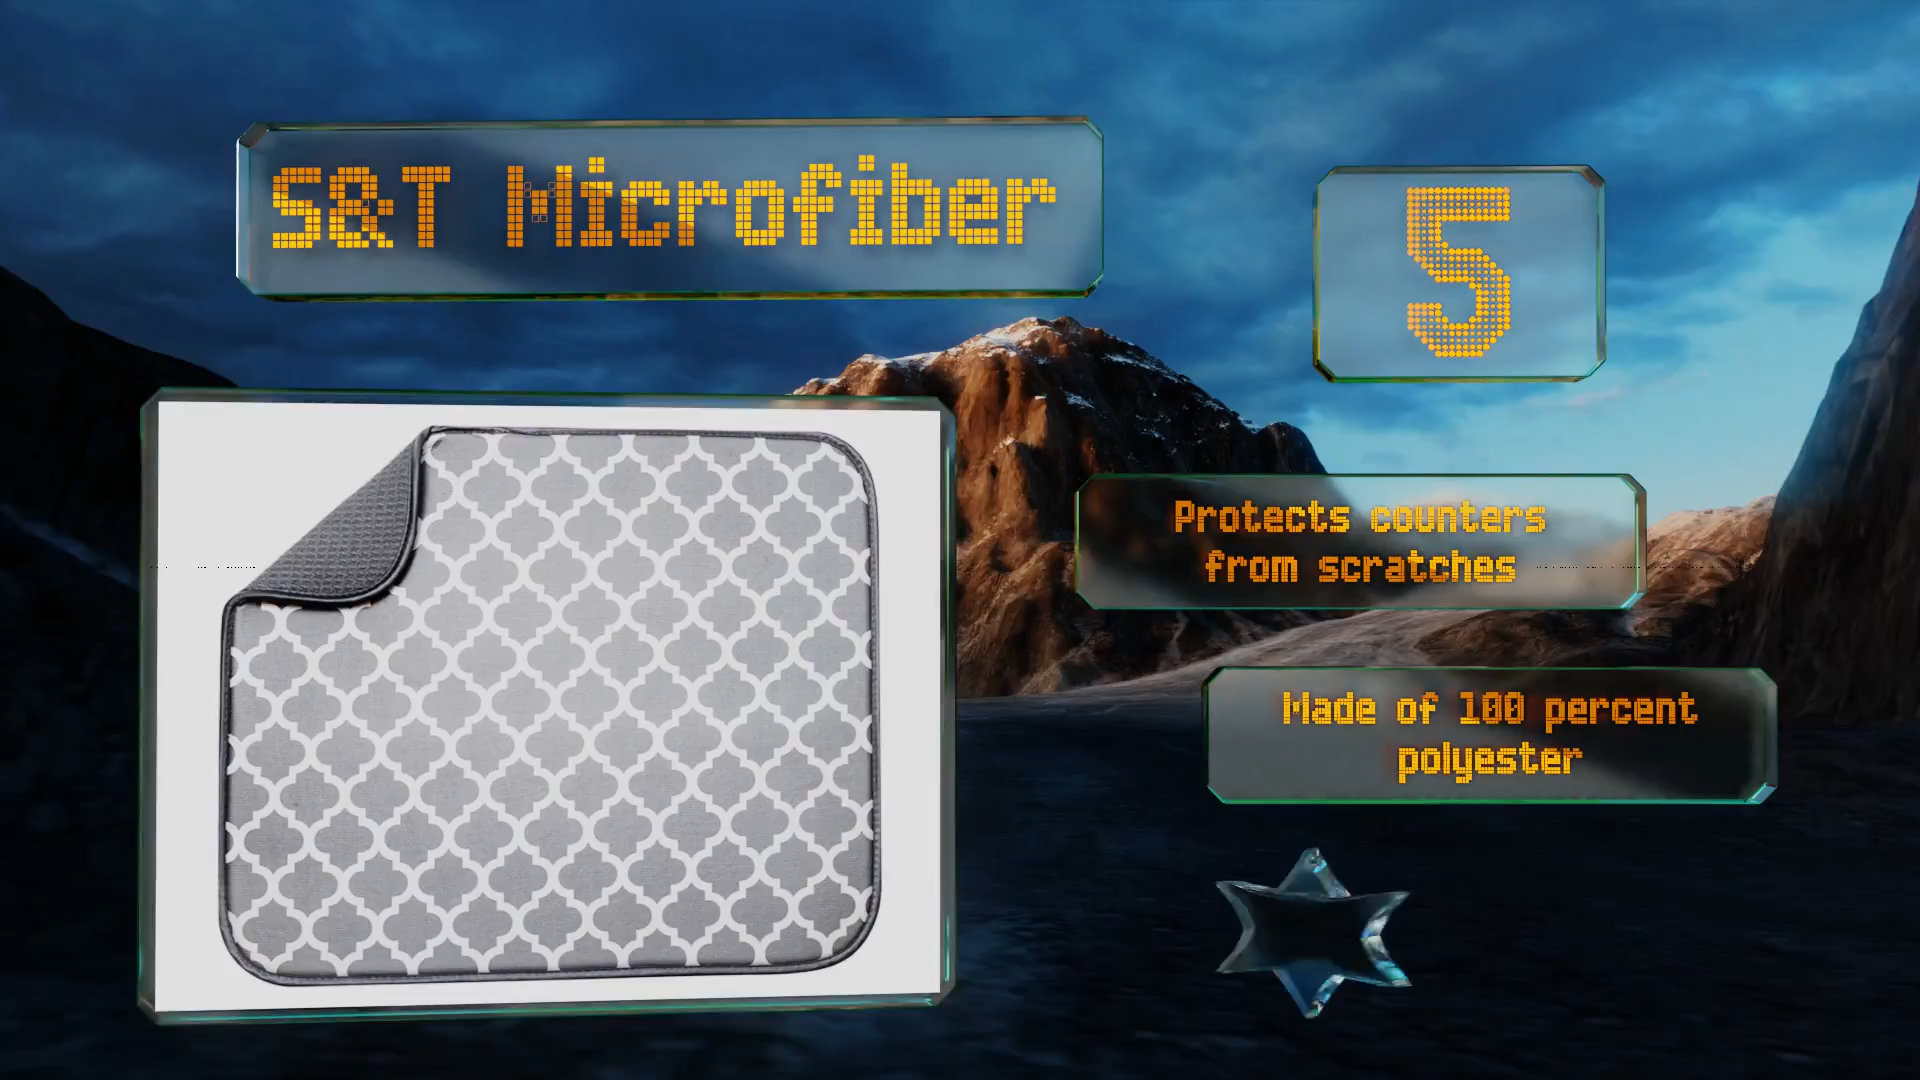 S&T Microfiber
5
Protects counters
from scratches
Made of 100 percent
polyester